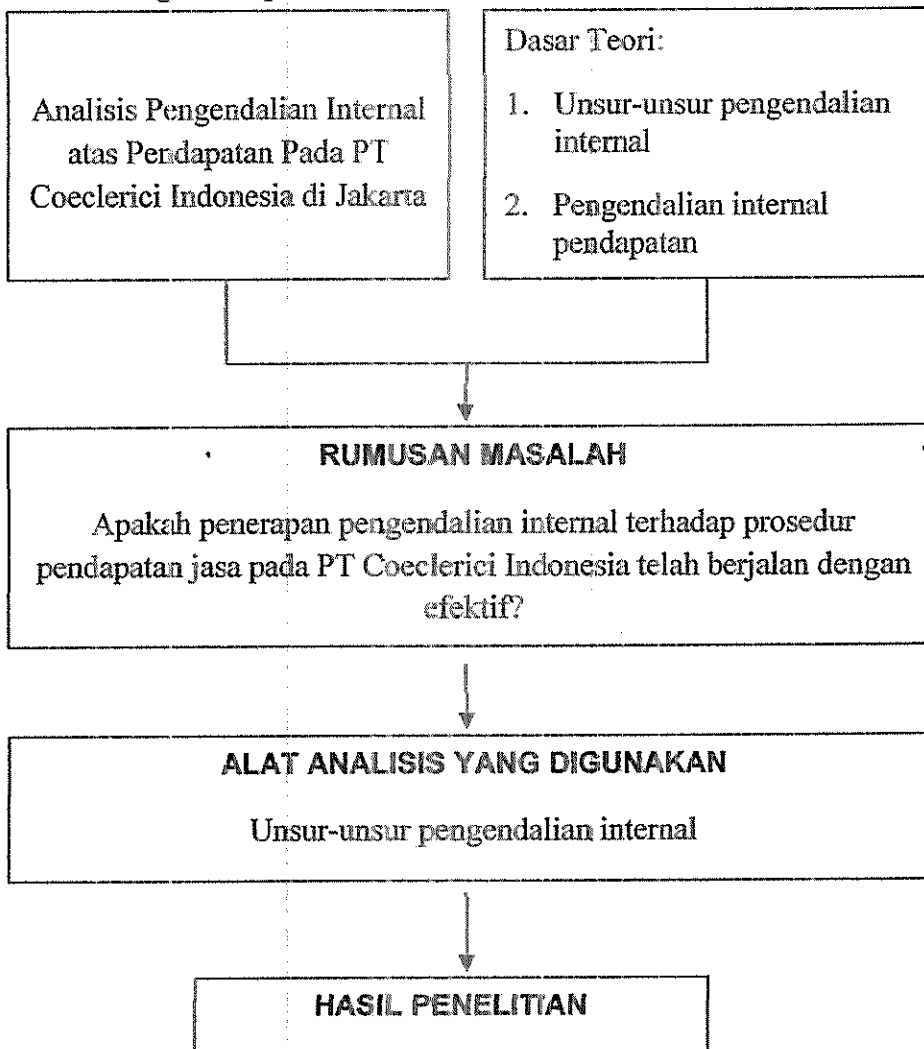 Analisis Pengendalian Internal
atas Pendapatan Pada PT
Coeclerici Indonesia di Jakarta
Dasar Teori:
1. Unsur-unsur pengendalian
internal
2. Pengendalian internal
pendapatan
RUMUSAN MASALAH
Apakah penerapan pengendalian internal terhadap prosedur
pendapatan jasa pada PT Coeclerici Indonesia telah berjalan dengan
efektif?
ALAT ANALISIS YANG DIGUNAKAN
Unsur-unsur pengendalian internal
HASIL PENELITIAN